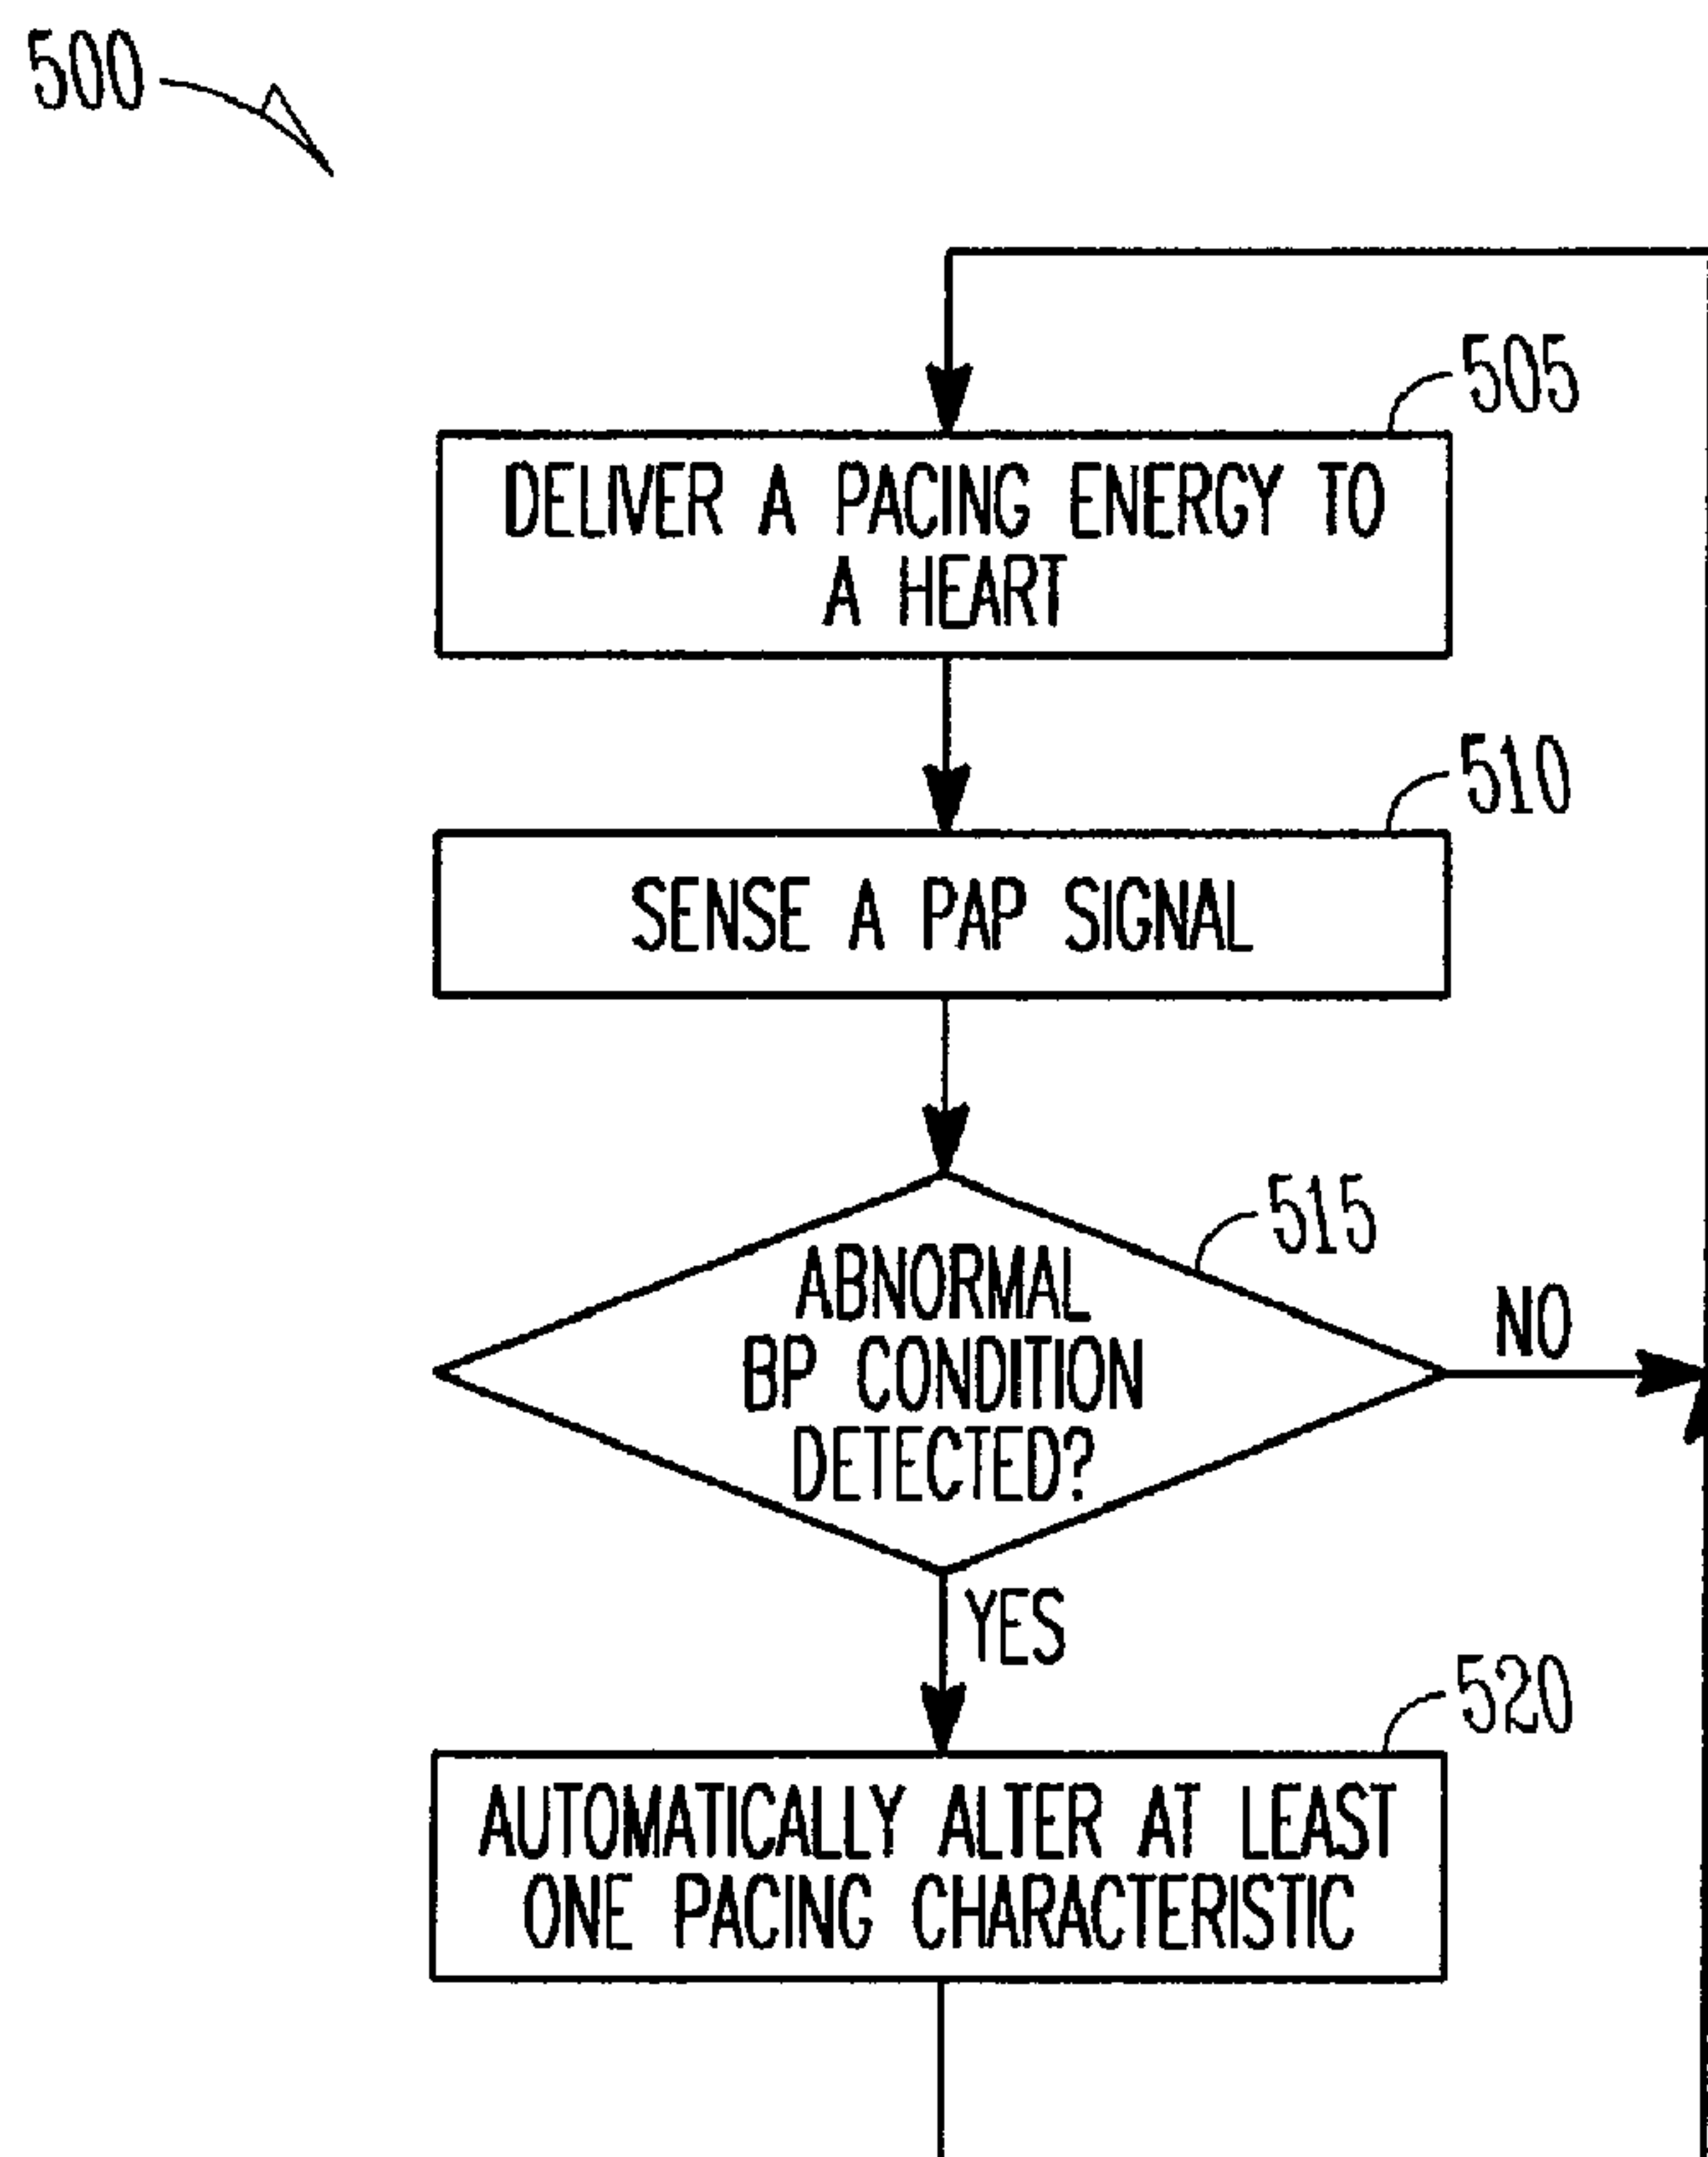 500
505
DELIVER A PACING ENERGY TO
A HEART
510
SENSE A PAP SIGNAL
515
ABNORMAL
BP CONDITION
DETECTED?
NO
YES
520
AUTOMATICALLY ALTER AT LEAST
ONE PACING CHARACTERISTIC